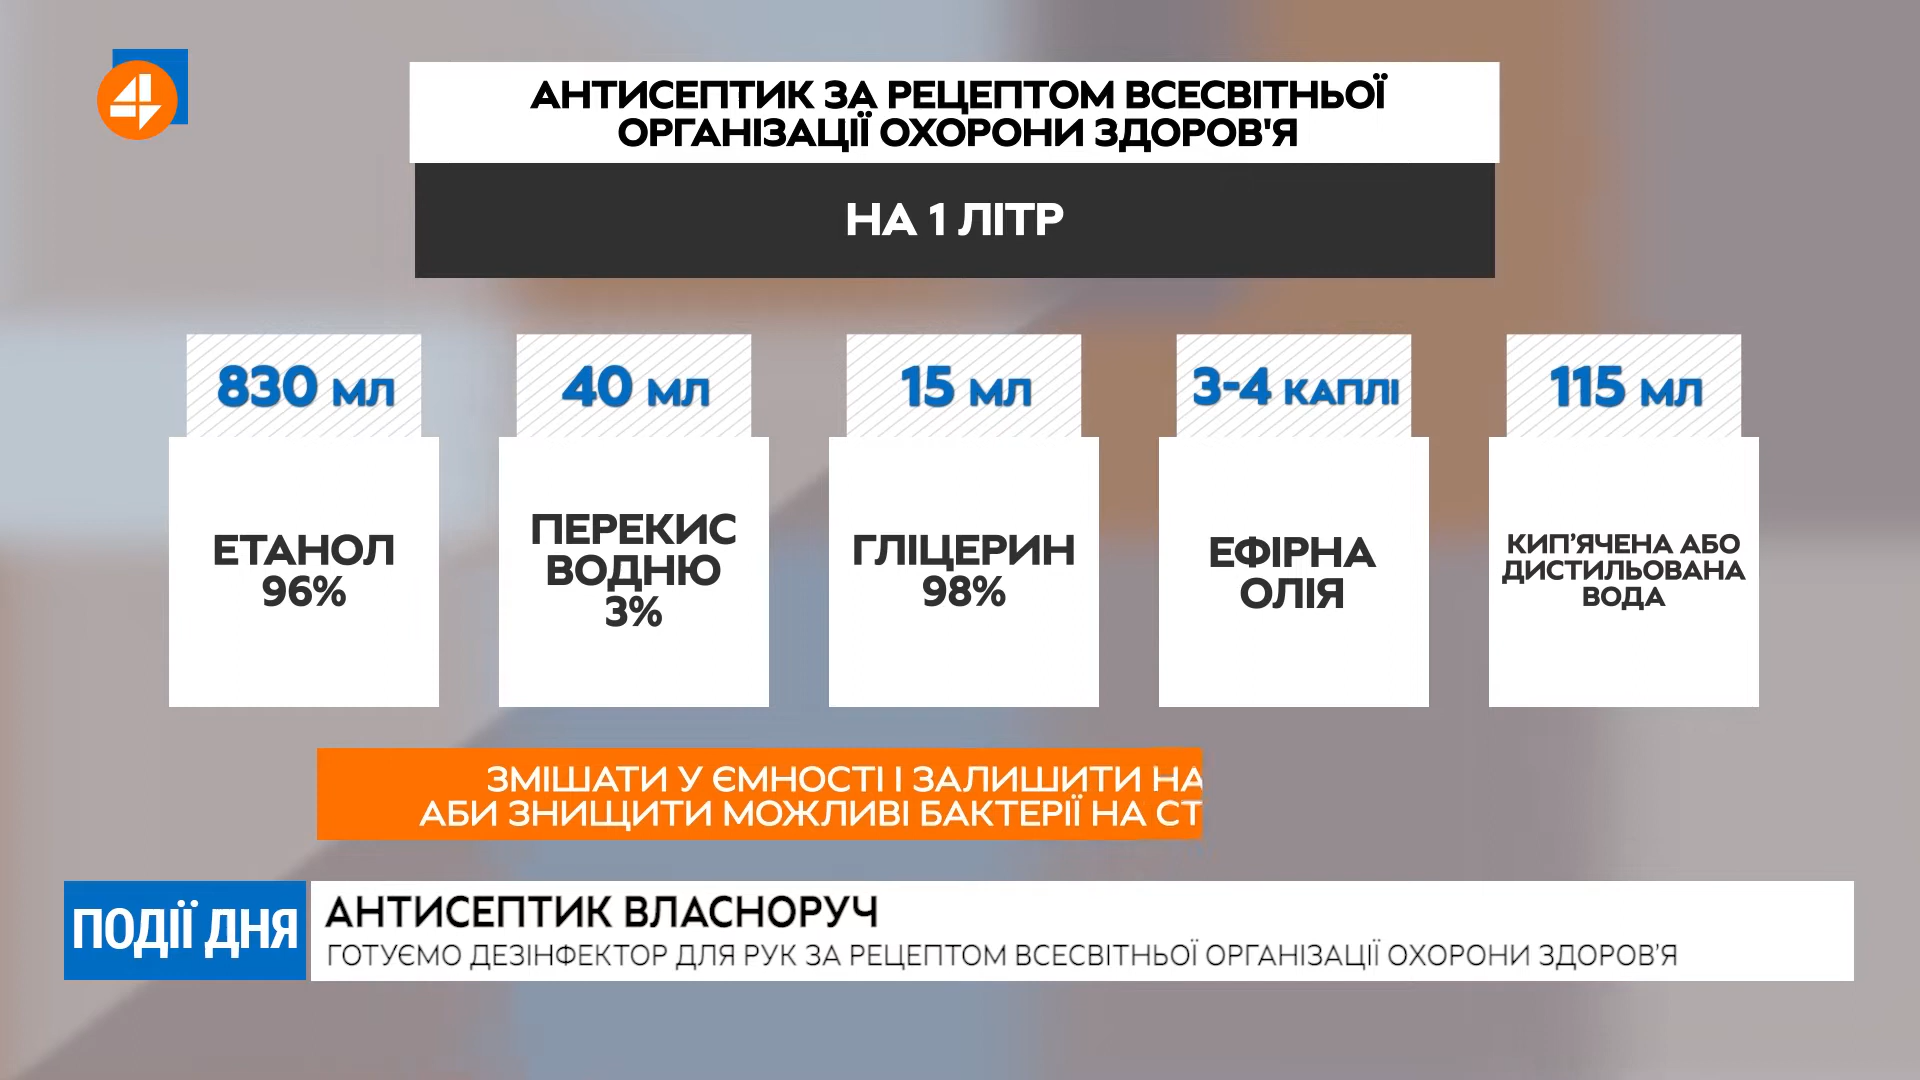 АНТИСЕПТИК ЗА РЕЦЕПТОМ ВСЕСВІТНЬОЇ
ОРГАНІЗАЦІЇ ОХОРОНИ ЗДОРОВ'Я
НА 1 ЛІТР
830 МЛ
ЕТАНОЛ
96%
40 МЛ
ПЕРЕКИС
ВОДНЮ
3%
15 МЛ
ГЛІЦЕРИН
98%
3-4 КАПЛІ
ЕФІРНА
ОЛІЯ
115 МЛ
КИП'ЯЧЕНА АБО
ДИСТИЛЬОВАНА
ВОДА
ЗМІШАТИ У ЄМНОСТІ І ЗАЛИШИТИ НА
АБИ ЗНИЩИТИ МОЖЛИВІ БАКТЕРІЇ НА СТ
ПОДІЇ ДНЯ
АНТИСЕПТИК ВЛАСНОРУЧ
ГОТУЄМО ДЕЗІНФЕКТОР ДЛЯ РУК ЗА РЕЦЕПТОМ ВСЕСВІТНЬОЇ ОРГАНІЗАЦІЇ ОХОРОНИ ЗДОРОВ'Я